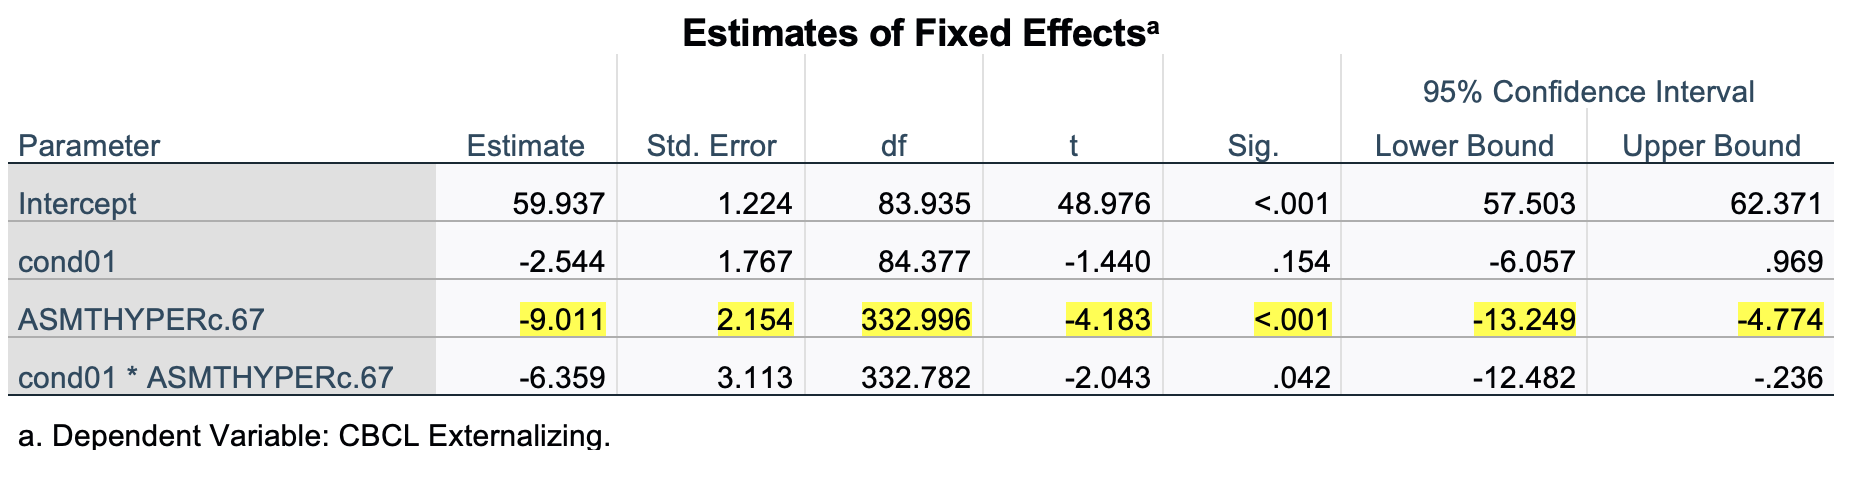 Estimates of Fixed Effectsa
95% Confidence Interval
Parameter Estimate Std. Error df t Sig. Lower Bound Upper Bound
Intercept 59.937 1.224 83.935 48.976 <.001 57.503 62.371
cond01 -2.544 1.767 84.377 -1.440 .154 -6.057 .969
ASMTHYPERc.67 -9.011 2.154 332.996 -4.183 <.001 -13.249 -4.774
cond01 * ASMTHYPERc.67 -6.359 3.113 332.782 -2.043 .042 -12.482 -.236
a. Dependent Variable: CBCL Externalizing.